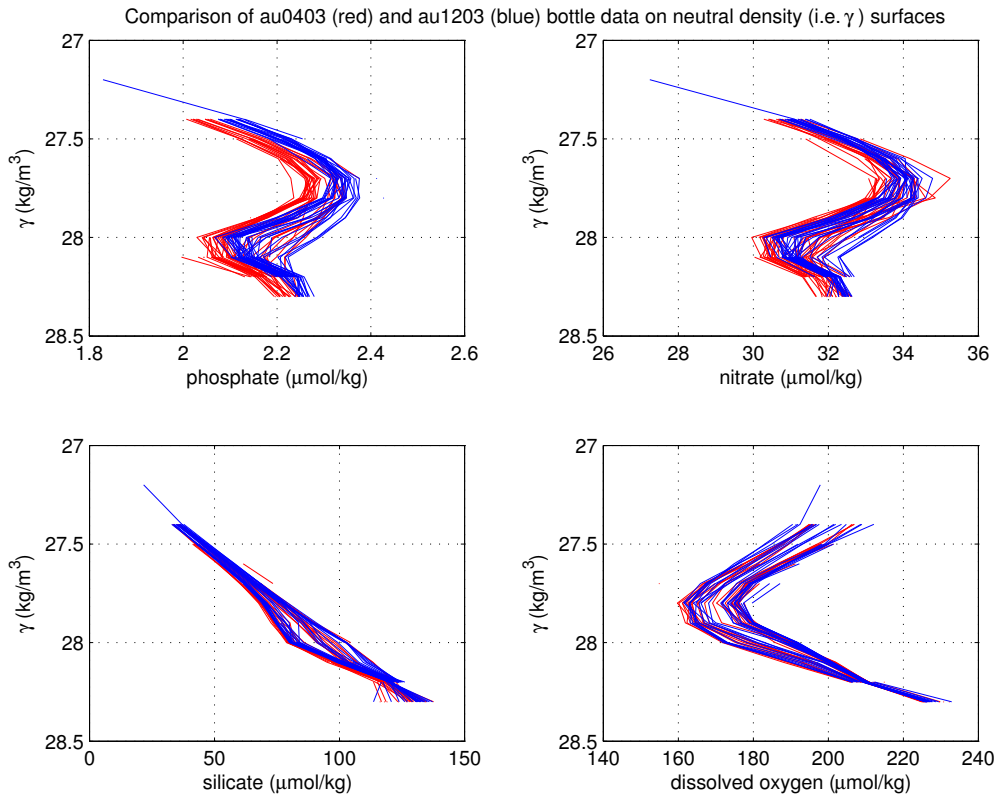 Comparison of au0403 (red) and au1203 (blue) bottle data on neutral density (i.e. γ ) surfaces
27
27.5
28
28.5
γ (kg/m³)
1.8 2 2.2 2.4 2.6
phosphate (μmol/kg)
27
27.5
28
28.5
γ (kg/m³)
26 28 30 32 34 36
nitrate (μmol/kg)
27
27.5
28
28.5
γ (kg/m³)
0 50 100 150
silicate (μmol/kg)
27
27.5
28
28.5
γ (kg/m³)
140 160 180 200 220 240
dissolved oxygen (μmol/kg)